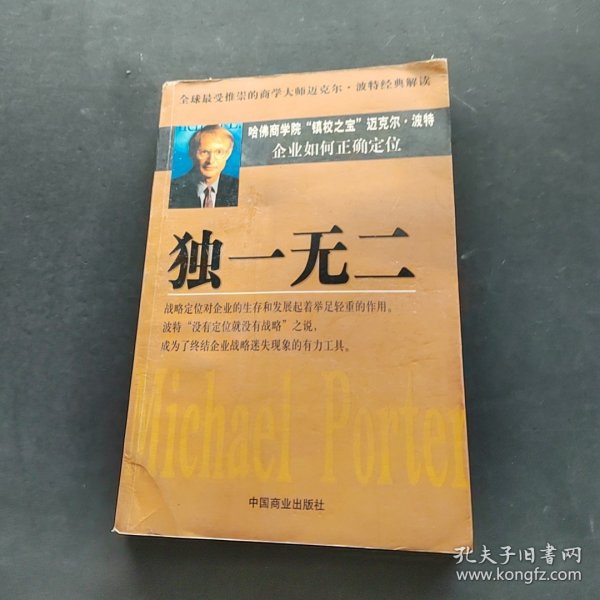 全球最受推崇的商学大师迈克尔·波特经典解读
哈佛商学院“镇校之宝”迈克尔·波特
企业如何正确定位
独一无二
战略定位对企业的生存和发展起着举足轻重的作用。
波特“没有定位就没有战略”之说，
成为了终结企业战略迷失现象的有力工具。
Michael Porter
中国商业出版社
孔夫子旧书网
www.kongfz.com